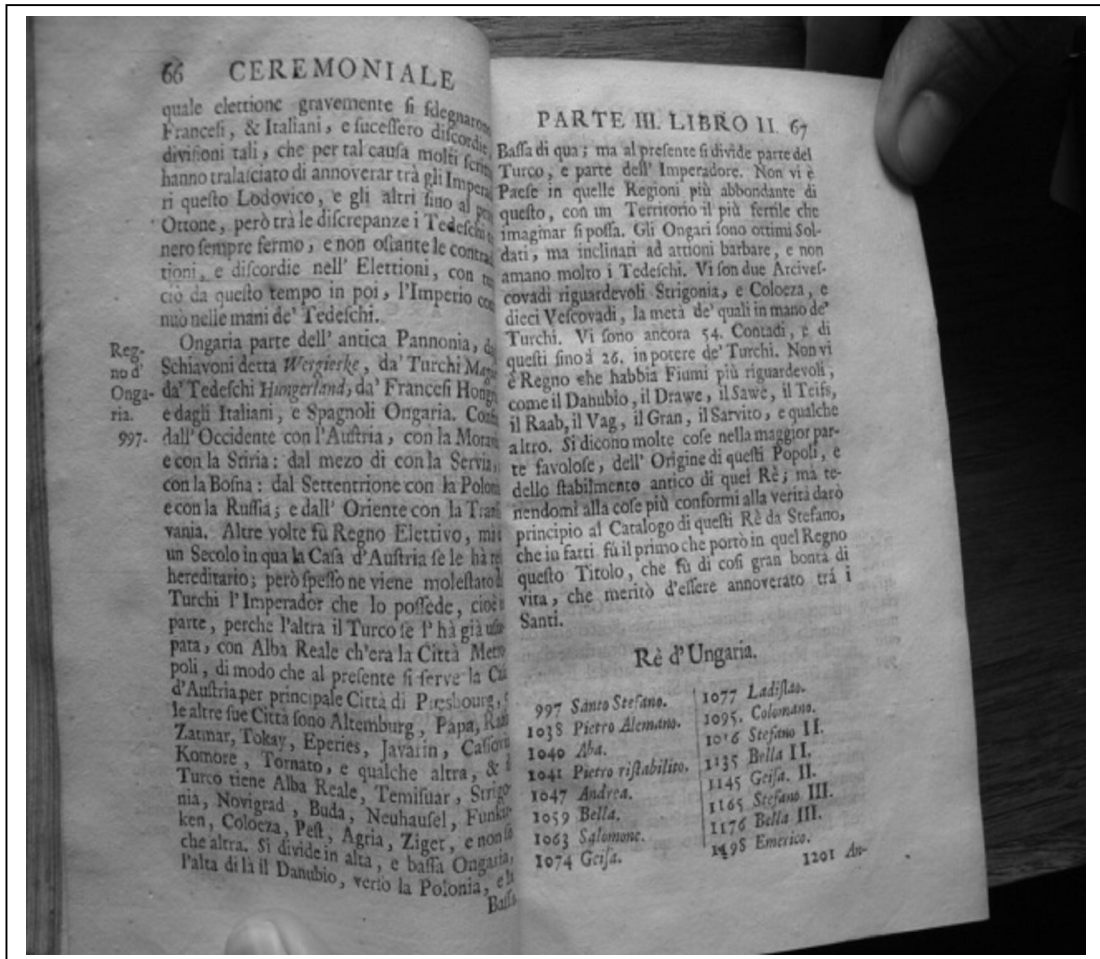 66 CEREMONIALE
quale elettione gravemente ſi ſdegnarono
Franceſi, & Italiani, e ſuceſſero diſcordie,
diviſioni tali, che per tal cauſa molti
hanno tralaſciato di annoverar trà gli Imperai
ri queſto Lodovico, e gli altri ſino al
Ottone, però trà le diſcrepanze i Tedeſchi
nero ſempre fermo, e non oſtante le
tioni, e diſcordie nell' Elettioni, con
ciò da queſto tempo in poi, l'Imperio
nuo nelle mani de' Tedeſchi.
Reg-
no d'
Onga-
ria.
997.
Ongaria parte dell' antica Pannonia,
Schiavoni detta Wergierke, da' Turchi
da' Tedeſchi Hungerland, da' Franceſi
e dagli Italiani, e Spagnoli Ongaria.
dall' Occidente con l'Auſtria, con la
e con la Stiria: dal mezo di con la Servia,
con la Boſna: dal Settentrione con la
e con la Ruſſia; e dall' Oriente con la
vania. Altre volte fù Regno Elettivo,
un Secolo in qua la Caſa d'Auſtria ſe le hà
hereditario; però ſpeſſo ne viene moleſtato
Turchi l'Imperador che lo poſſede, cioè
parte, perche l'altra il Turco ſe l' hà già
pata, con Alba Reale ch'era la Città
poli, di modo che al preſente ſi ſerve la
d'Auſtria per principale Città di Presbourg,
le altre ſue Città ſono Altemburg, Papa,
Zatmar, Tokay, Eperies, Javarin,
Komore, Tornato, e qualche altra, &
Turco tiene Alba Reale, Temiſuar, Strigo-
nia, Novigrad, Buda, Neuhauſel,
ken, Coloeza, Peſt, Agria, Ziget, e non ſo
che altra. Si divide in alta, e baſſa Ongaria,
l'alta di là il Danubio, verſo la Polonia, e la
Baſſa
PARTE III. LIBRO II. 67
Baſſa di qua; ma al preſente ſi divide parte del
Turco, e parte dell' Imperadore. Non vi è
Paeſe in quelle Regioni più abbondante di
queſto, con un Territorio il più fertile che
imaginar ſi poſſa. Gli Ongari ſono ottimi Sol-
dati, ma inclinati ad attioni barbare, e non
amano molto i Tedeſchi. Vi ſon due Arciveſ-
covadi riguardevoli Strigonia, e Coloeza, e
dieci Veſcovadi, la metà de' quali in mano de'
Turchi. Vi ſono ancora 54. Contadi, e di
queſti ſino à 26. in potere de' Turchi. Non vi
è Regno che habbia Fiumi più riguardevoli,
come il Danubio, il Drawe, il Sawe, il Teiſs,
il Raab, il Vag, il Gran, il Sarvito, e qualche
altro. Si dicono molte coſe nella maggior par-
te favoloſe, dell' Origine di queſti Popoli, e
dello ſtabilmento antico di quei Rè; ma te-
nendomi alla coſe più conformi alla verità darò
principio al Catalogo di queſti Rè da Stefano,
che in fatti fù il primo che portò in quel Regno
queſto Titolo, che fù di coſi gran bontà di
vita, che meritò d'eſſere annoverato trá i
Santi.
Rè d'Ungaria.
997 Santo Stefano.
1038 Pietro Alemano.
1040 Aba.
1041 Pietro riſtabilito.
1047 Andrea.
1059 Bella.
1063 Salomone.
1074 Geiſa.
1077 Ladiſlao.
1095. Colomano.
Stefano II.
1135 Bella II.
1145 Geiſa. II.
1165 Stefano III.
1176 Bella III.
Emerico.
1201 An-